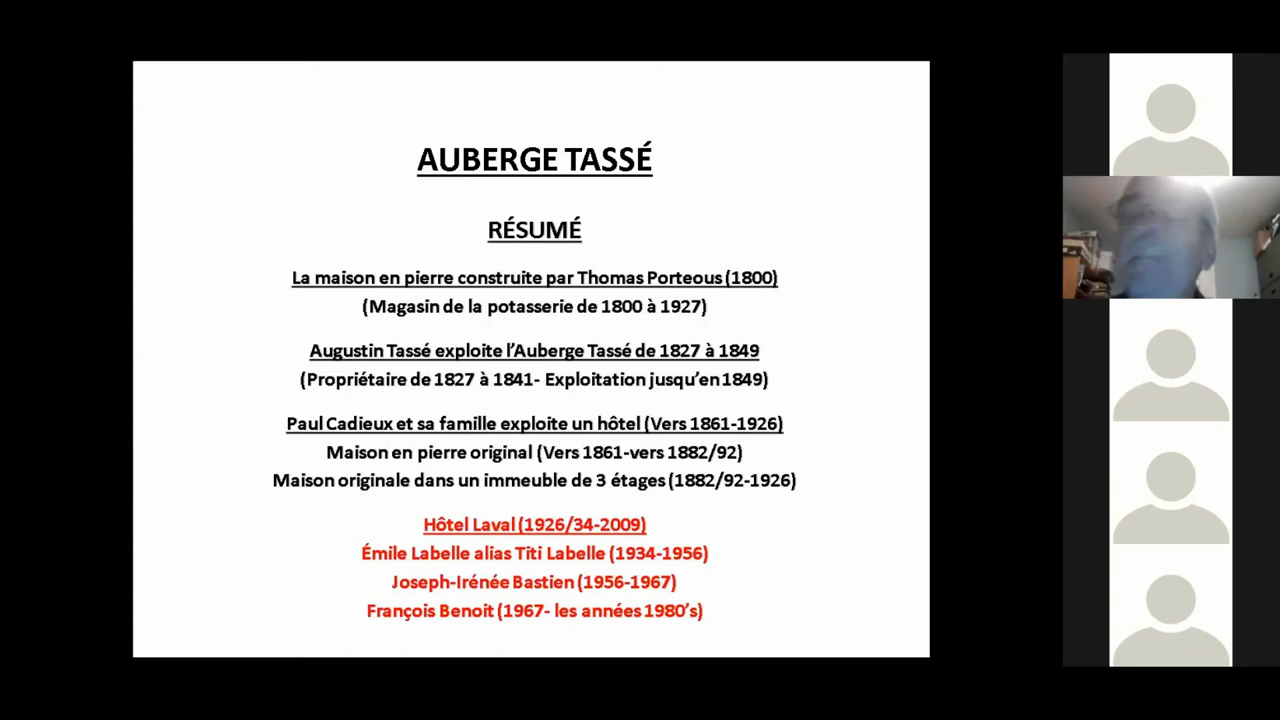 AUBERGE TASSÉ
RÉSUMÉ
La maison en pierre construite par Thomas Porteous (1800)
(Magasin de la potasserie de 1800 à 1927)
Augustin Tassé exploite l’Auberge Tassé de 1827 à 1849
(Propriétaire de 1827 à 1841- Exploitation jusqu’en 1849)
Paul Cadieux et sa famille exploite un hôtel (Vers 1861-1926)
Maison en pierre original (Vers 1861-vers 1882/92)
Maison originale dans un immeuble de 3 étages (1882/92-1926)
Hôtel Laval (1926/34-2009)
Émile Labelle alias Titi Labelle (1934-1956)
Joseph-Irénée Bastien (1956-1967)
François Benoit (1967- les années 1980’s)